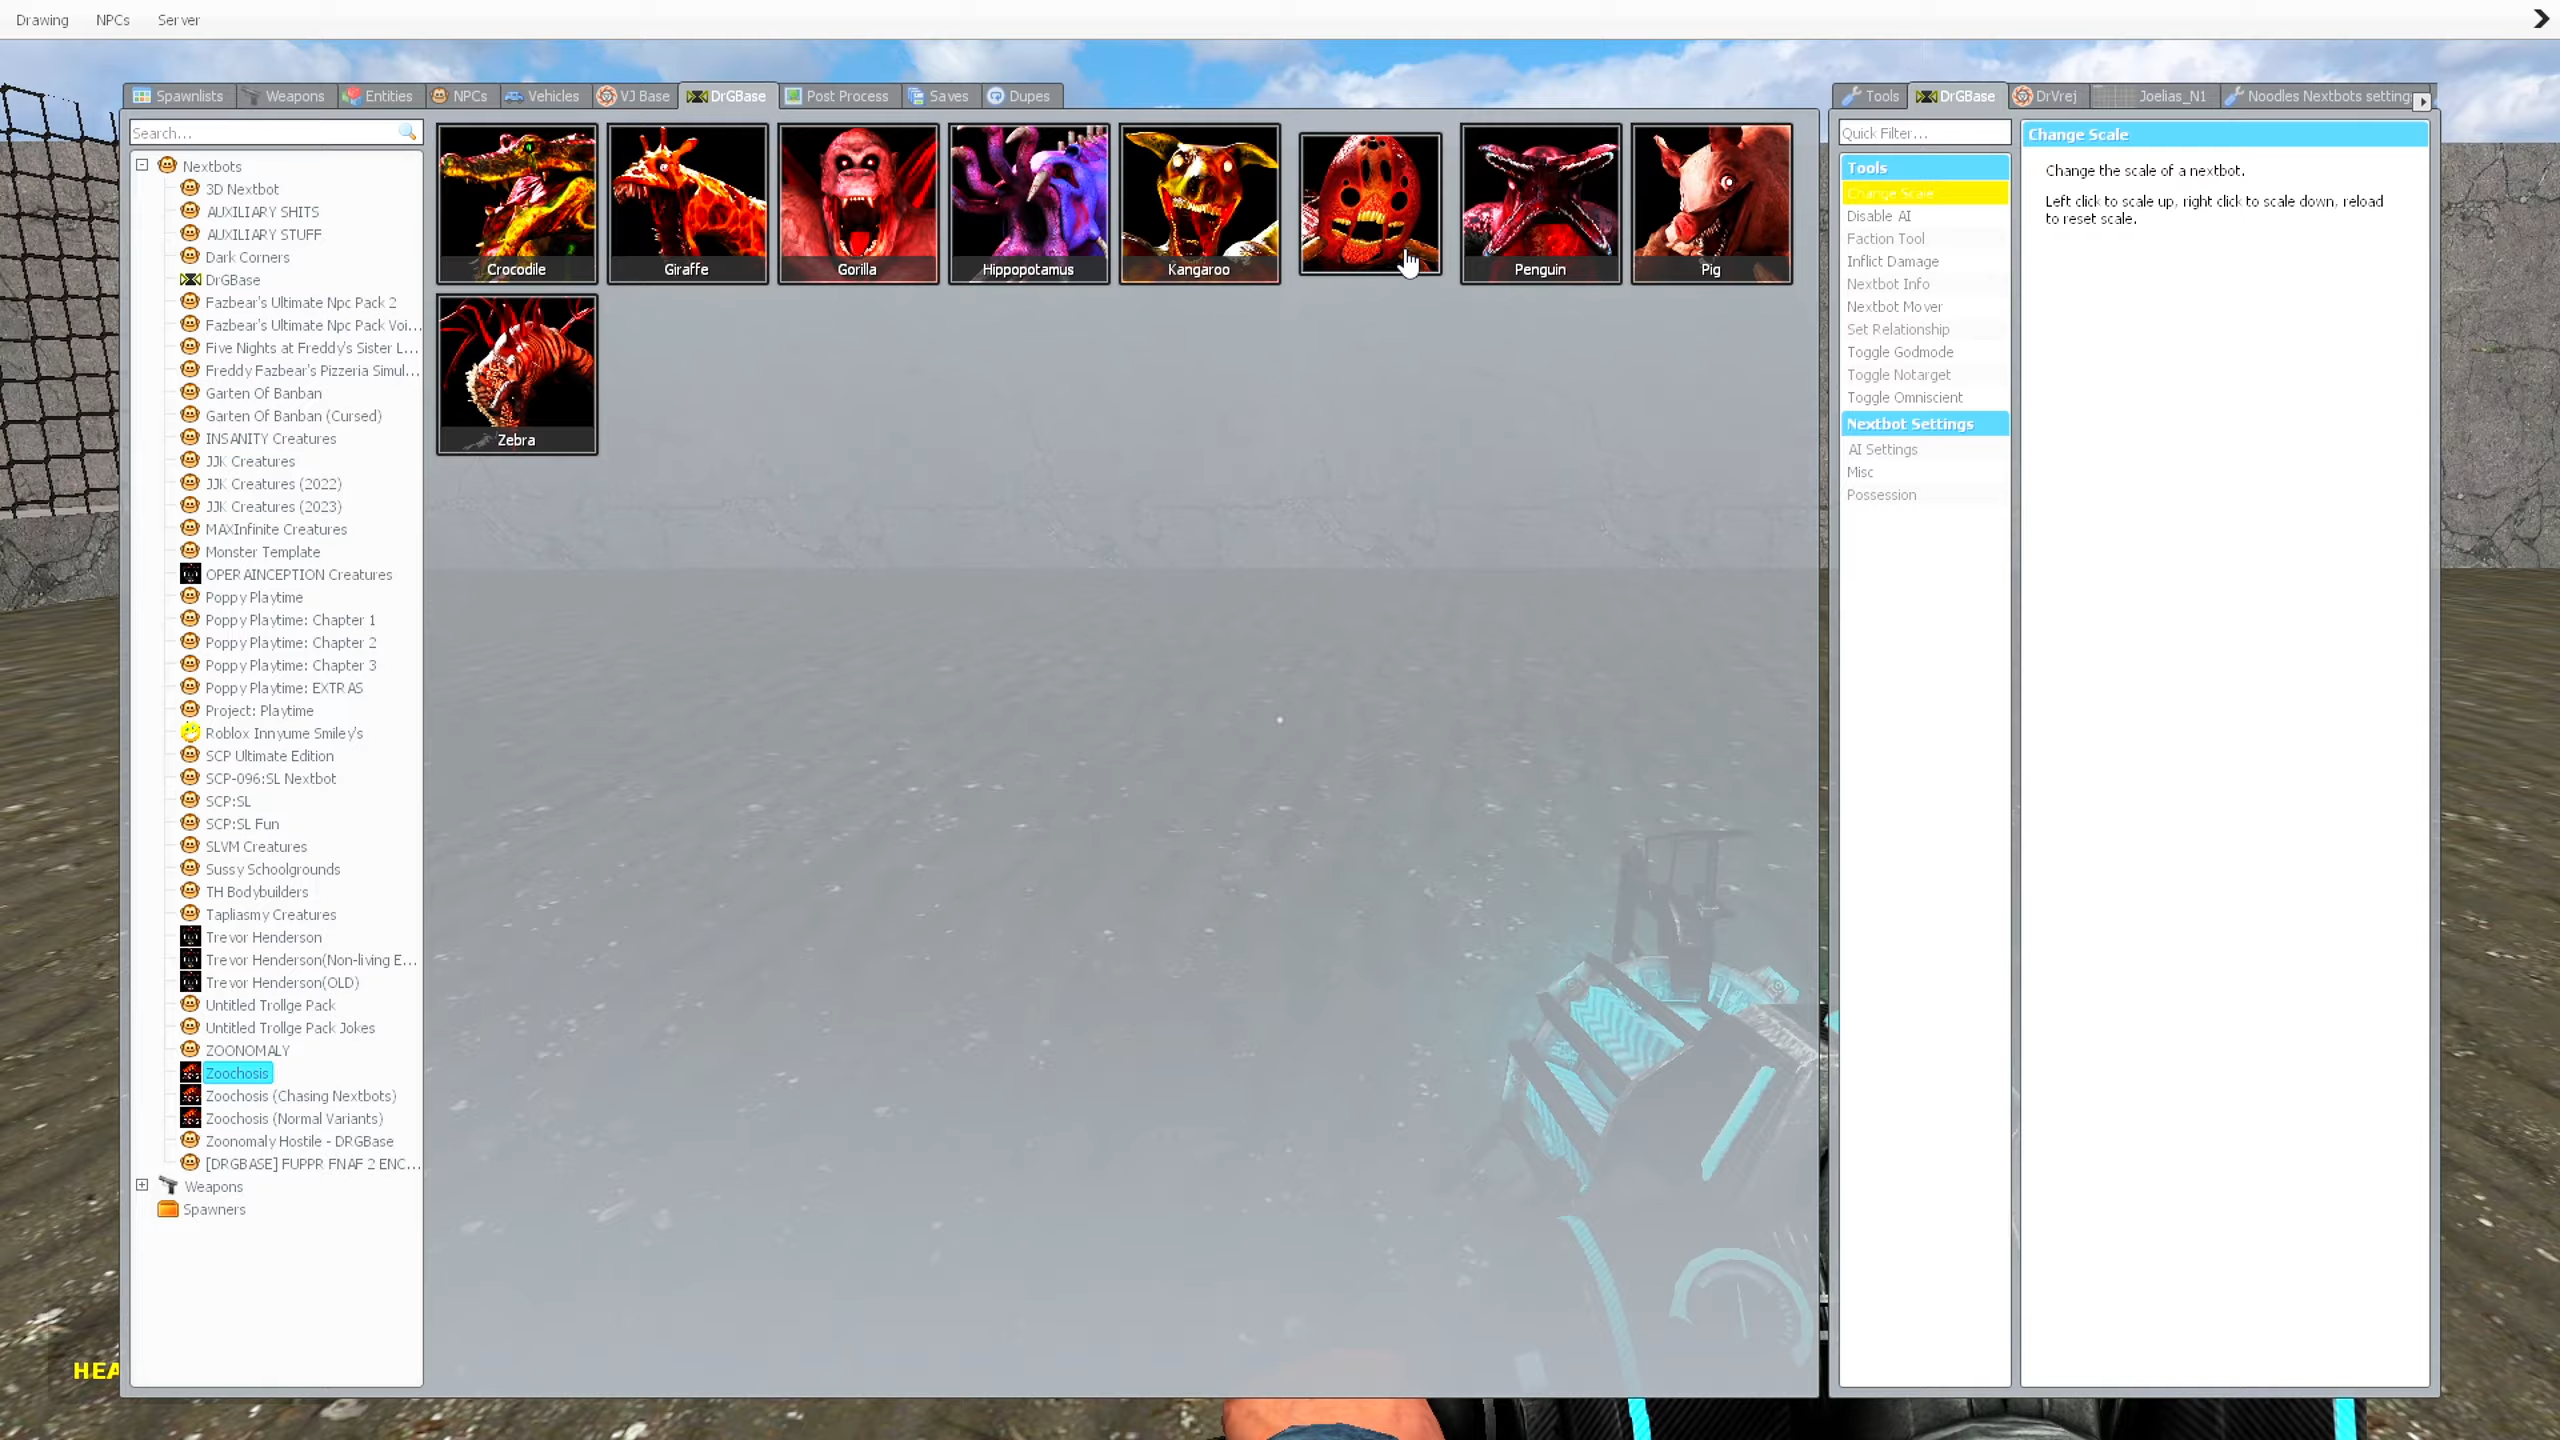 Drawing NPCs Server
Spawnlists Weapons Entities NPCs Vehicles VJ Base DrGBase Post Process Saves Dupes
Search...
Nextbots
3D Nextbot
AUXILIARY SHITS
AUXILIARY STUFF
Dark Corners
DrGBase
Fazbear's Ultimate Npc Pack 2
Fazbear's Ultimate Npc Pack Voi...
Five Nights at Freddy's Sister L...
Freddy Fazbear's Pizzeria Simul...
Garten Of Banban
Garten Of Banban (Cursed)
INSANITY Creatures
JJK Creatures
JJK Creatures (2022)
JJK Creatures (2023)
MAXInfinite Creatures
Monster Template
OPERAINCEPTION Creatures
Poppy Playtime
Poppy Playtime: Chapter 1
Poppy Playtime: Chapter 2
Poppy Playtime: Chapter 3
Poppy Playtime: EXTRAS
Project: Playtime
Roblox Innyume Smiley's
SCP Ultimate Edition
SCP-096:SL Nextbot
SCP:SL
SCP:SL Fun
SLVM Creatures
Sussy Schoolgrounds
TH Bodybuilders
Tapliasmy Creatures
Trevor Henderson
Trevor Henderson(Non-living E...
Trevor Henderson(OLD)
Untitled Trollge Pack
Untitled Trollge Pack Jokes
ZOONOMALY
Zoochosis
Zoochosis (Chasing Nextbots)
Zoochosis (Normal Variants)
Zoonomaly Hostile - DRGBase
[DRGBASE] FUPPR FNAF 2 ENC...
Weapons
Spawners
Crocodile Giraffe Gorilla Hippopotamus Kangaroo Penguin Pig
Zebra
Tools DrGBase DrVrej Joelias_N1 Noodles Nextbots setting
Quick Filter...
Tools
Change Scale
Disable AI
Faction Tool
Inflict Damage
Nextbot Info
Nextbot Mover
Set Relationship
Toggle Godmode
Toggle Notarget
Toggle Omniscient
Nextbot Settings
AI Settings
Misc
Possession
Change Scale
Change the scale of a nextbot.
Left click to scale up, right click to scale down, reload
to reset scale.
HEA